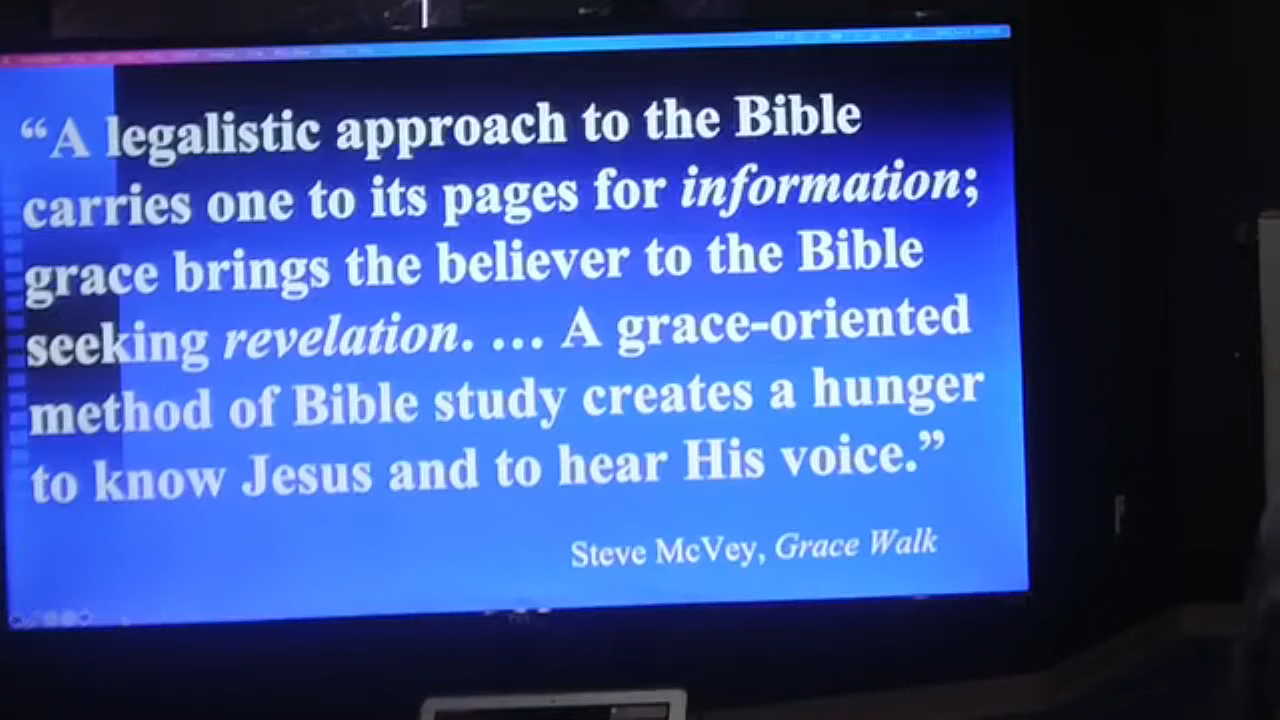 “A legalistic approach to the Bible
carries one to its pages for information;
grace brings the believer to the Bible
seeking revelation. ... A grace-oriented
method of Bible study creates a hunger
to know Jesus and to hear His voice.”
Steve McVey, Grace Walk